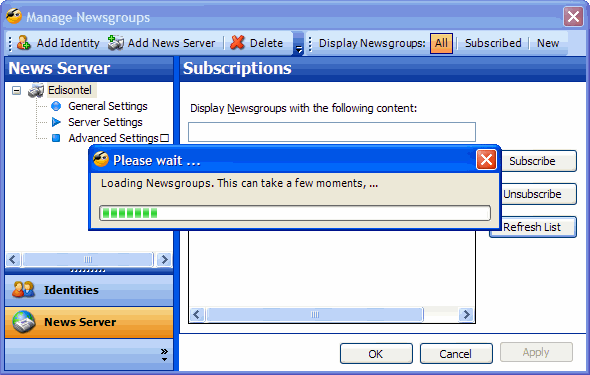 Manage Newsgroups
Add Identity Add News Server Delete Display Newsgroups: All Subscribed New
News Server
Edisontel
General Settings
Server Settings
Advanced Settings
Subscriptions
Display Newsgroups with the following content:
Please wait ...
Loading Newsgroups. This can take a few moments, ...
Subscribe
Unsubscribe
Refresh List
Identities
News Server
OK Cancel Apply